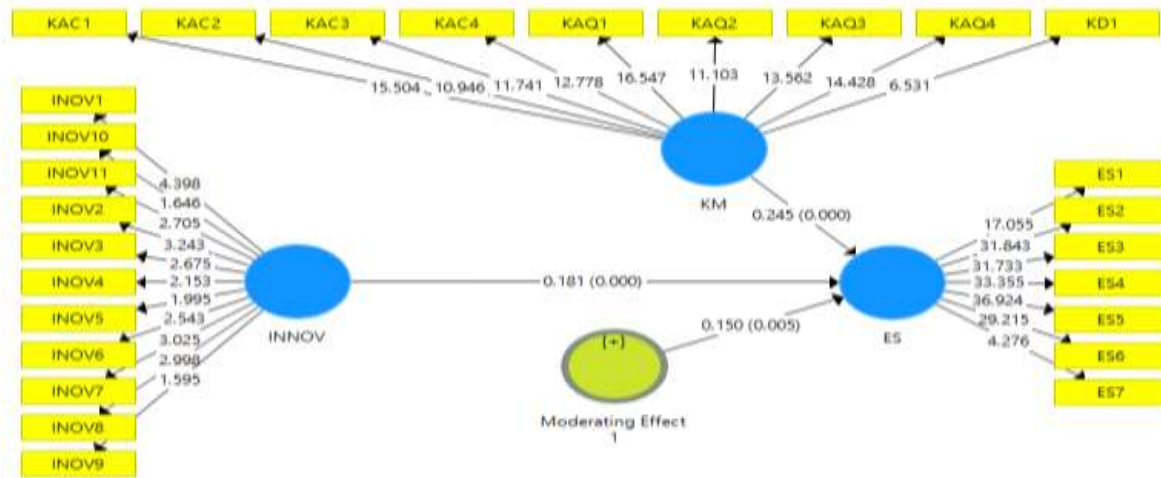 KAC1 KAC2 KAC3 KAC4 KAQ1 KAQ2 KAQ3 KAQ4 KD1
15.504 10.946 11.741 12.778 16.547 11.103 13.562 14.428 6.531
INOV1
INOV10
INOV11
INOV2
INOV3
INOV4
INOV5
INOV6
INOV7
INOV8
INOV9
4.398
1.646
2.705
3.243
2.675
2.153
1.995
2.543
3.025
2.998
1.595
INNOV
KM
0.245 (0.000)
0.181 (0.000)
0.150 (0.005)
[+]
Moderating Effect
1
ES
17.055
31.843
31.733
33.355
36.924
29.215
4.276
ES1
ES2
ES3
ES4
ES5
ES6
ES7